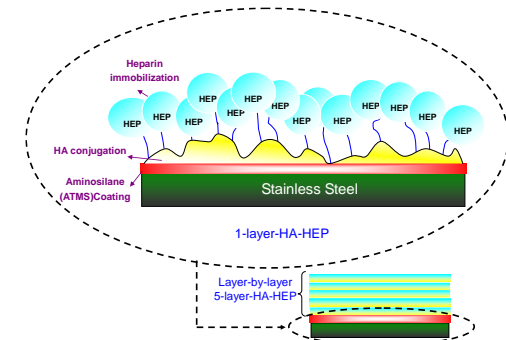 HEP HEP HEP HEP HEP HEP HEP HEP HEP HEP HEP HEP HEP
Heparin
immobilization
HA conjugation
Aminosilane
(ATMS)Coating
Stainless Steel
1-layer-HA-HEP
Layer-by-layer
5-layer-HA-HEP